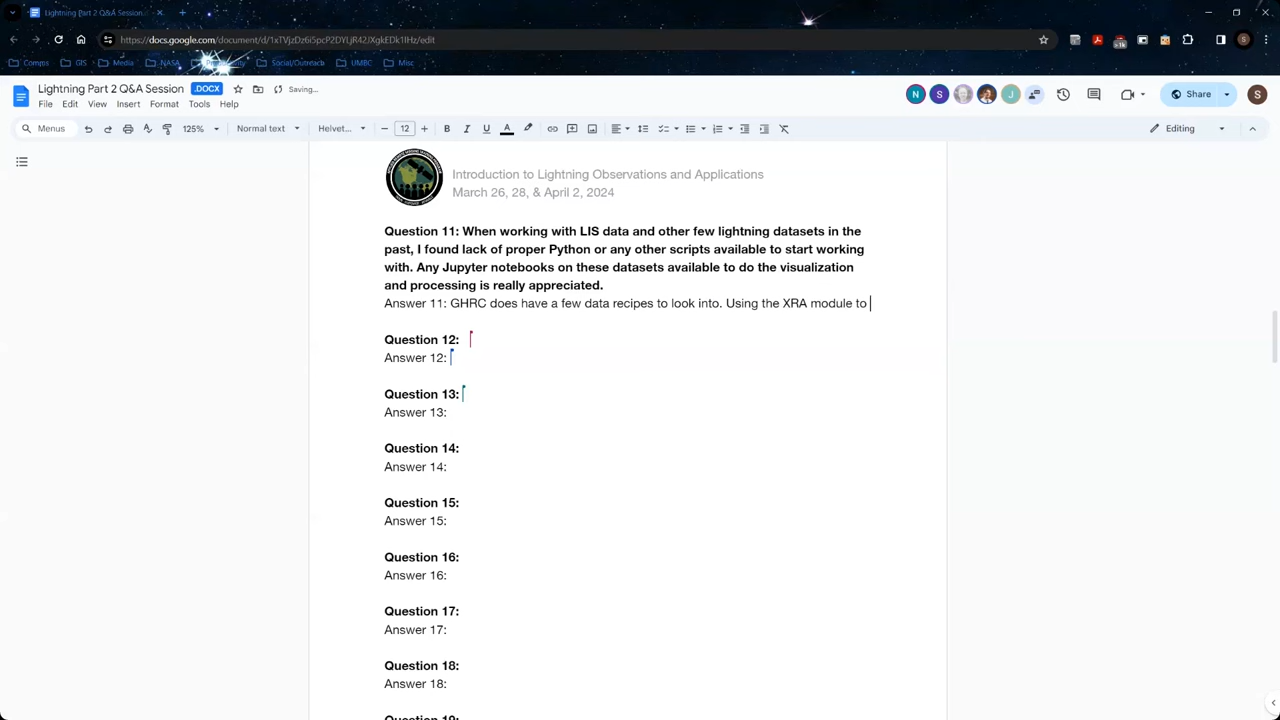 Lightning Part 2 Q&A Session
https://docs.google.com/document/d/1xTVjzDz6i5pcP2DYLjR42JXgkEDk1IHz/edit
Comps GIS Media NASA Social/Outreach UMBC Misc
Lightning Part 2 Q&A Session .DOCX Saving…
File Edit View Insert Format Tools Help
Share
Menus 125% Normal text Helvet... 12 Editing
Introduction to Lightning Observations and Applications
March 26, 28, & April 2, 2024
Question 11: When working with LIS data and other few lightning datasets in the
past, I found lack of proper Python or any other scripts available to start working
with. Any Jupyter notebooks on these datasets available to do the visualization
and processing is really appreciated.
Answer 11: GHRC does have a few data recipes to look into. Using the XRA module to
Question 12:
Answer 12:
Question 13:
Answer 13:
Question 14:
Answer 14:
Question 15:
Answer 15:
Question 16:
Answer 16:
Question 17:
Answer 17:
Question 18:
Answer 18:
Question 19: